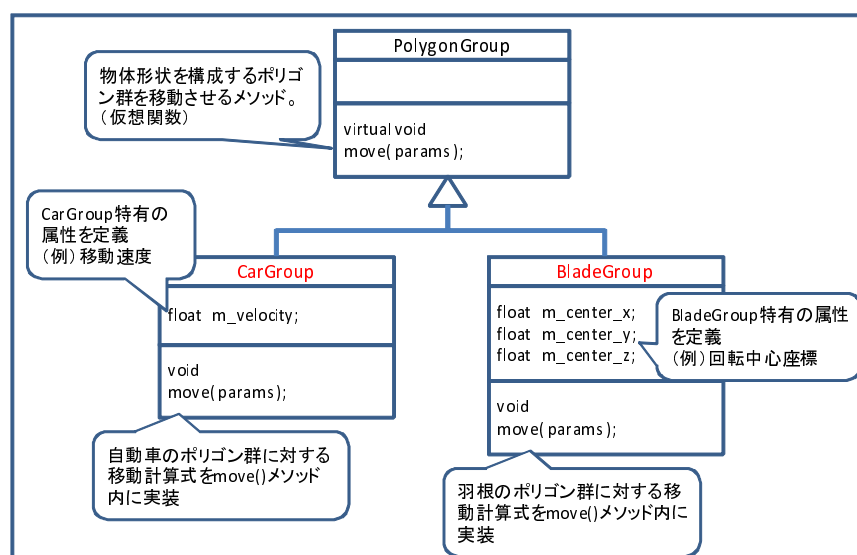 PolygonGroup
物体形状を構成するポリゴ
ン群を移動させるメソッド。
（仮想関数）
virtual void
move( params );
CarGroup特有の
属性を定義
（例）移動速度
CarGroup
float m_velocity;
void
move( params );
自動車のポリゴン群に対する
移動計算式をmove()メソッド
内に実装
BladeGroup
float m_center_x;
float m_center_y;
float m_center_z;
BladeGroup特有の属性
を定義
（例）回転中心座標
void
move( params );
羽根のポリゴン群に対する移
動計算式をmove()メソッド内に
実装